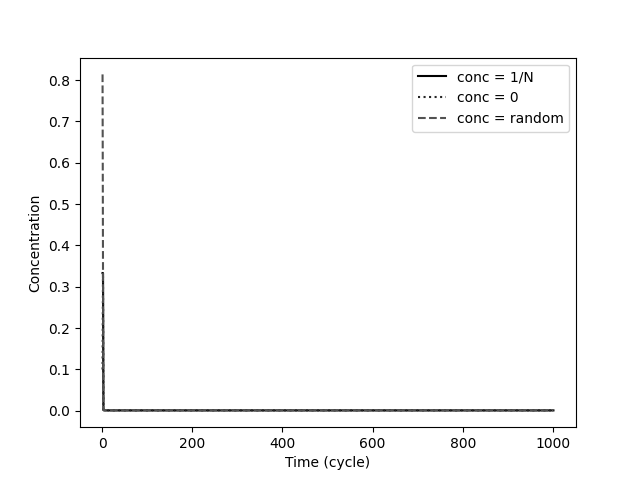 conc = 1/N
conc = 0
conc = random
0.8
0.7
0.6
0.5
0.4
0.3
0.2
0.1
0.0
Concentration
0 200 400 600 800 1000
Time (cycle)